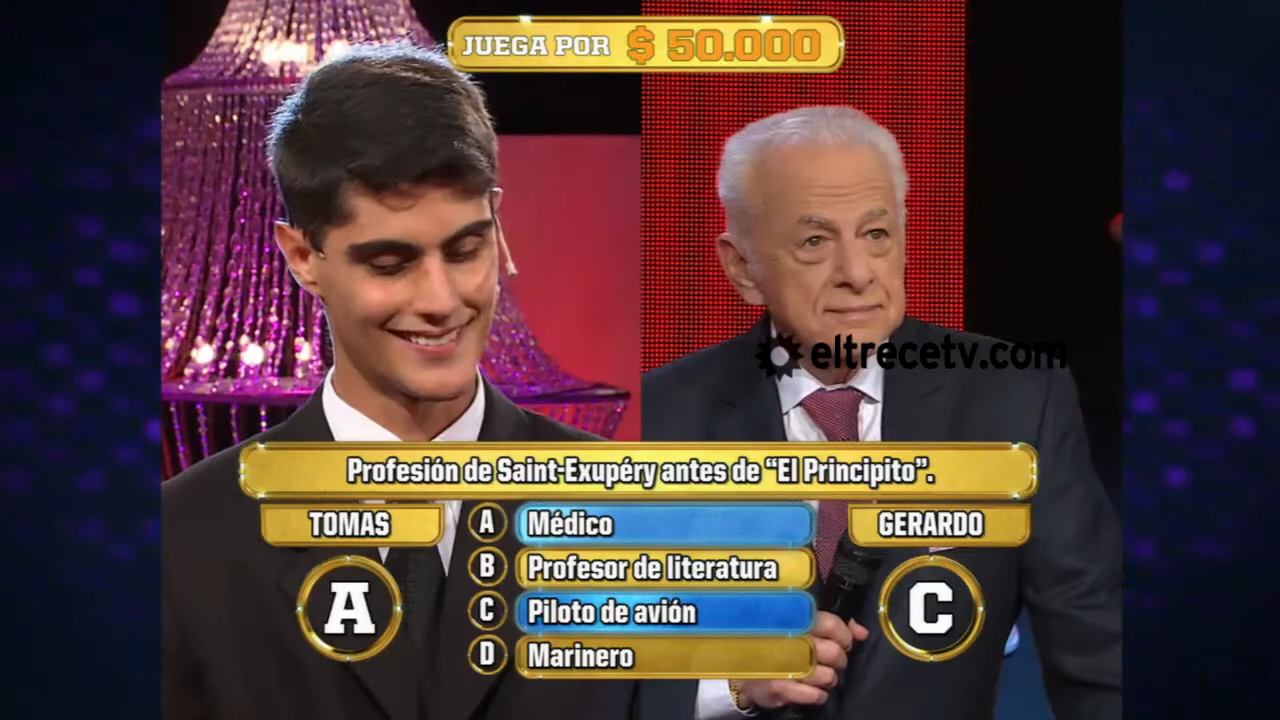 JUEGA POR $ 50.000
eltrecetv.com
Profesión de Saint-Exupéry antes de “El Principito”.
TOMAS
A
A Médico
B Profesor de literatura
C Piloto de avión
D Marinero
GERARDO
C